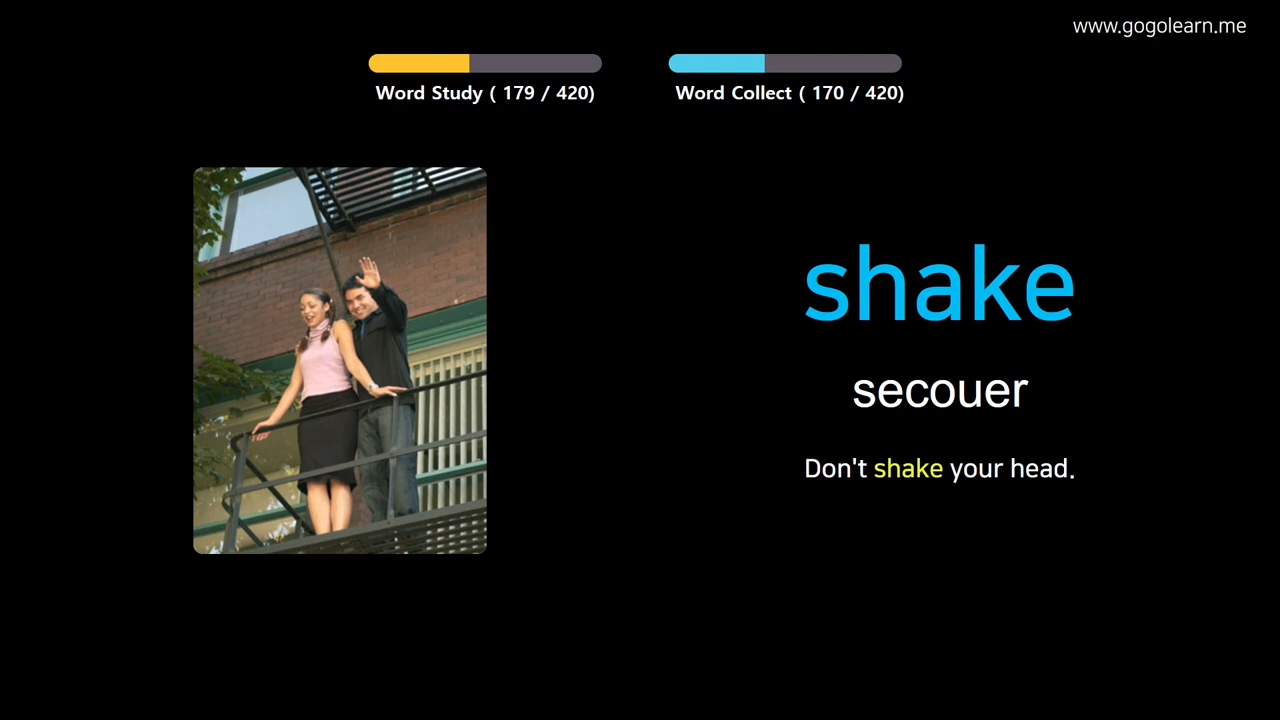 www.gogolearn.me
Word Study ( 179 / 420)
Word Collect ( 170 / 420)
shake
secouer
Don't shake your head.